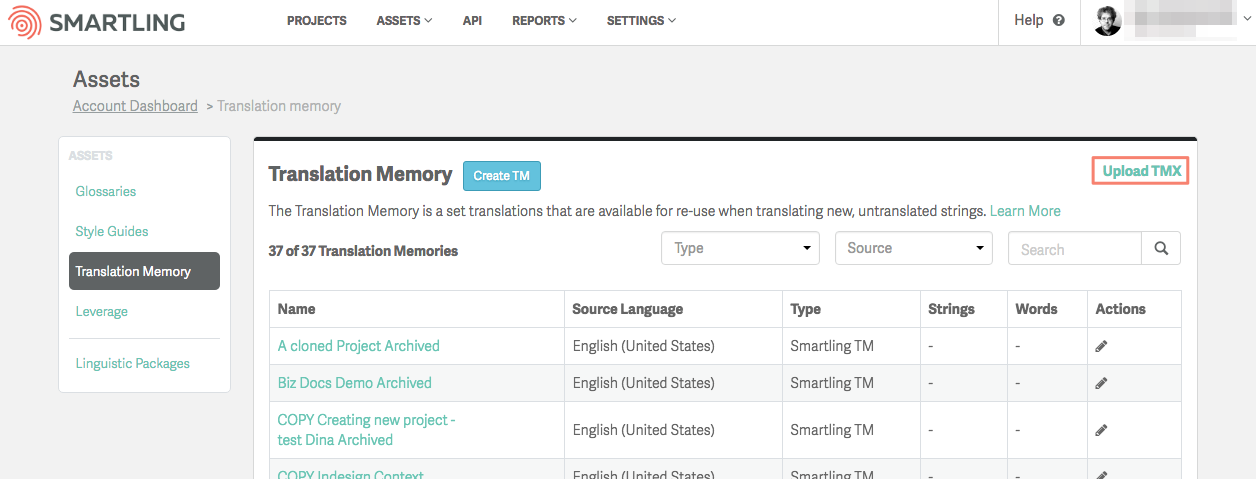 SMARTLING PROJECTS ASSETS API REPORTS SETTINGS Help ?
Assets
Account Dashboard > Translation memory
ASSETS
Glossaries
Style Guides
Translation Memory
Leverage
Linguistic Packages
Translation Memory Create TM Upload TMX
The Translation Memory is a set translations that are available for re-use when translating new, untranslated strings. Learn More
37 of 37 Translation Memories Type Source Search
Name Source Language Type Strings Words Actions
A cloned Project Archived English (United States) Smartling TM - -
Biz Docs Demo Archived English (United States) Smartling TM - -
COPY Creating new project -
test Dina Archived English (United States) Smartling TM - -
COPY Indesign Context English (United States) Smartling TM - -